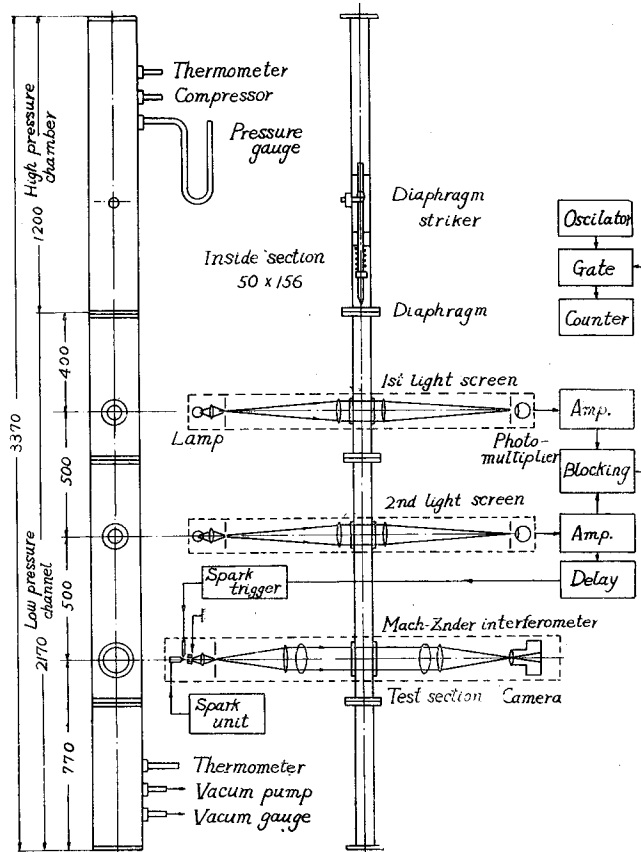 Thermometer
Compressor
Pressure
gauge
High pressure
chamber
1200
3370
Diaphragm
striker
Inside section
50 x 156
Diaphragm
Oscilator
Gate
Counter
400
1st light screen
Lamp
Photo-
multiplier
Amp.
Blocking
500
2nd light screen
Amp.
Delay
Low pressure
channel
2170
500
Spark
trigger
Mach-Znder interferometer
Spark
unit
Test section
Camera
770
Thermometer
Vacum pump
Vacum gauge